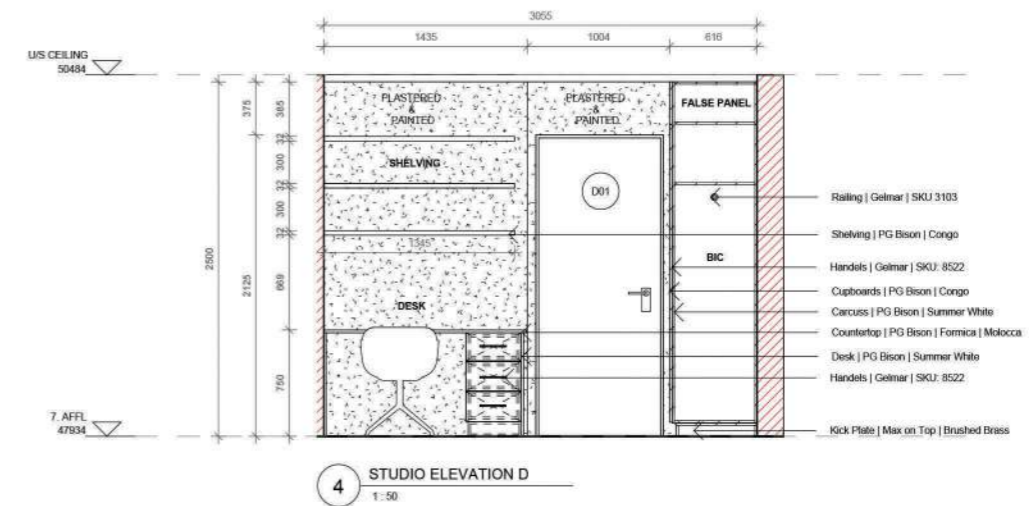 3055
1435
1004
616
U/S CEILING
50484
375
385
PLASTERED
&
PAINTED
PLASTERED
&
PAINTED
FALSE PANEL
32
SHELVING
300
32
D01
300
Railing | Gelmar | SKU 3103
32
Shelving | PG Bison | Congo
1345
2500
2125
BIC
Handels | Gelmar | SKU: 8522
669
Cupboards | PG Bison | Congo
DESK
Carcuss | PG Bison | Summer White
Countertop | PG Bison | Formica | Molocca
Desk | PG Bison | Summer White
750
Handels | Gelmar | SKU: 8522
7. AFFL
47934
Kick Plate | Max on Top | Brushed Brass
4
STUDIO ELEVATION D
1 : 50